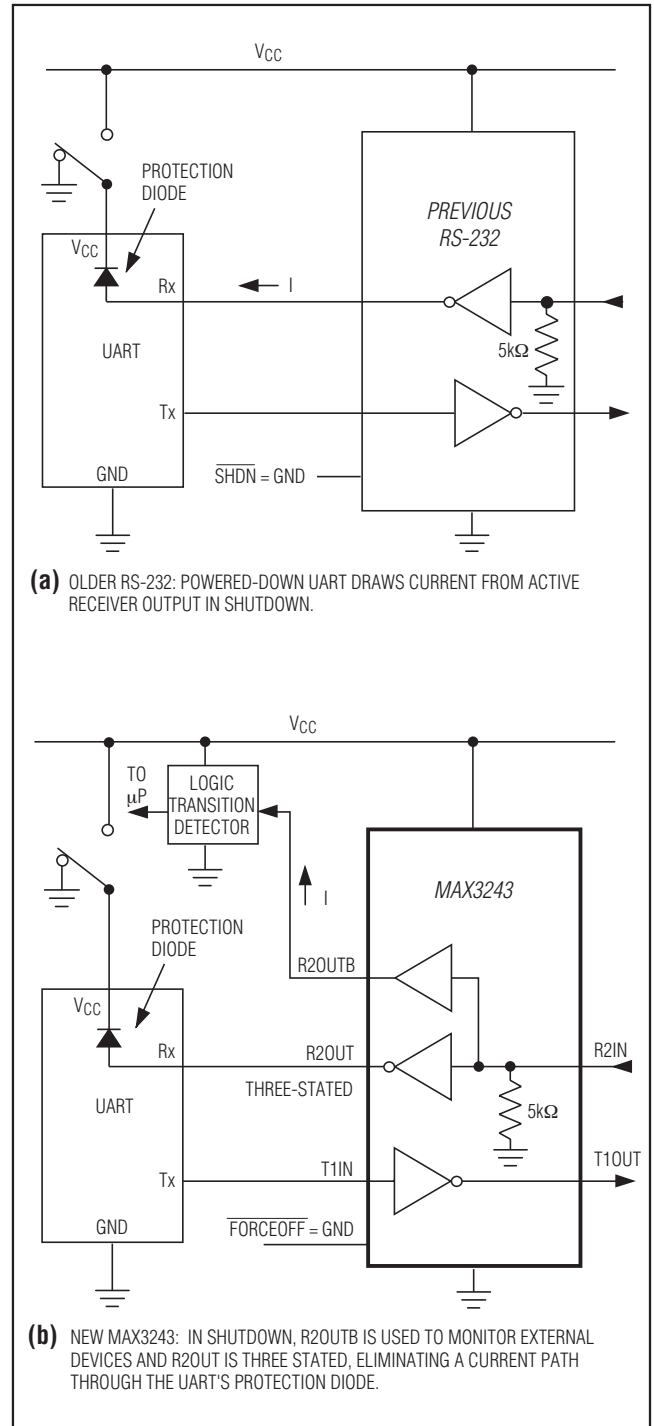 VCC
PROTECTION
DIODE
PREVIOUS
RS-232
VCC
Rx
I
5kΩ
UART
Tx
GND
SHDN = GND
(a) OLDER RS-232: POWERED-DOWN UART DRAWS CURRENT FROM ACTIVE
RECEIVER OUTPUT IN SHUTDOWN.
VCC
TO
µP
LOGIC
TRANSITION
DETECTOR
MAX3243
I
PROTECTION
DIODE
R2OUTB
VCC
Rx
R2OUT
R2IN
THREE-STATED
5kΩ
UART
Tx
T1IN
T1OUT
GND
FORCEOFF = GND
(b) NEW MAX3243: IN SHUTDOWN, R2OUTB IS USED TO MONITOR EXTERNAL
DEVICES AND R2OUT IS THREE STATED, ELIMINATING A CURRENT PATH
THROUGH THE UART'S PROTECTION DIODE.